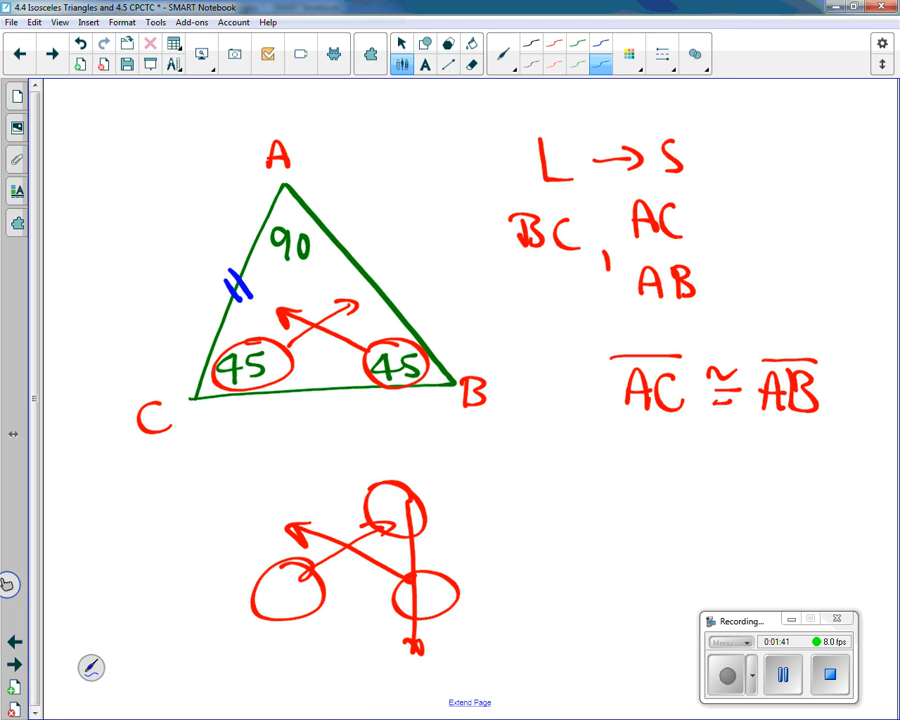 4.4 Isosceles Triangles and 4.5 CPCTC * - SMART Notebook
File Edit View Insert Format Tools Add-ons Account Help
A
L → S
BC , AC
AB
90
45
45
AC ≅ AB
C
B
Recording...
Menu
0:01:41
8.0 fps
Extend Page